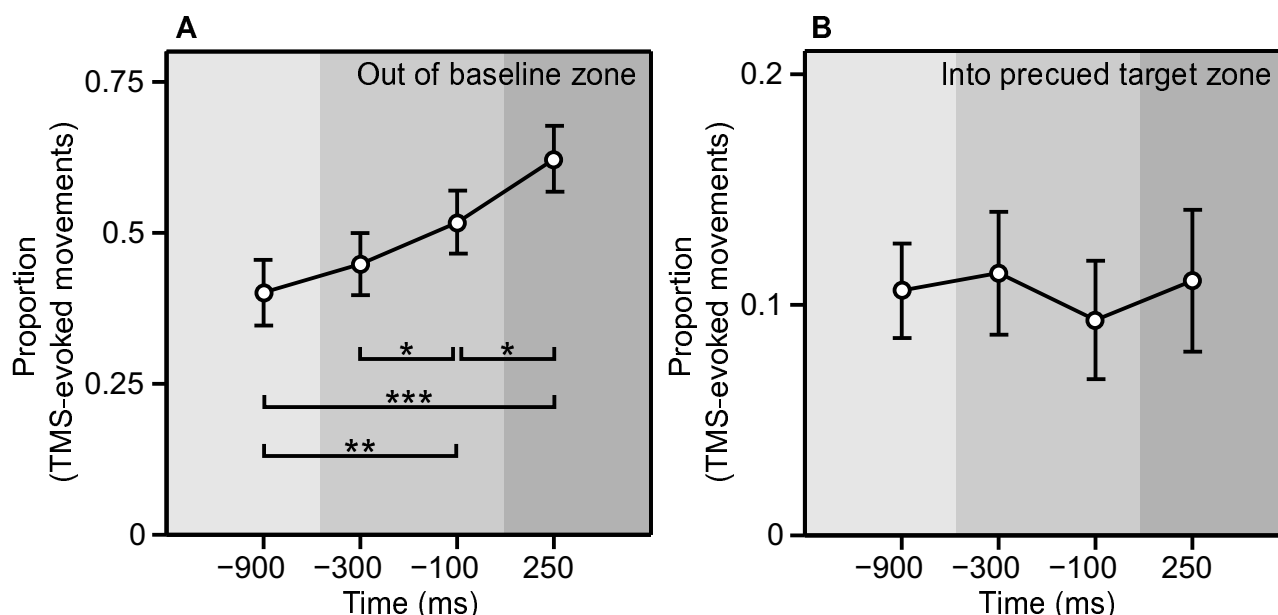 A
Out of baseline zone
0.75
0.5
0.25
0
Proportion
(TMS-evoked movements)
*
*
***
**
−900
−300
−100
250
Time (ms)
B
Into precued target zone
0.2
0.1
0
Proportion
(TMS-evoked movements)
−900
−300
−100
250
Time (ms)